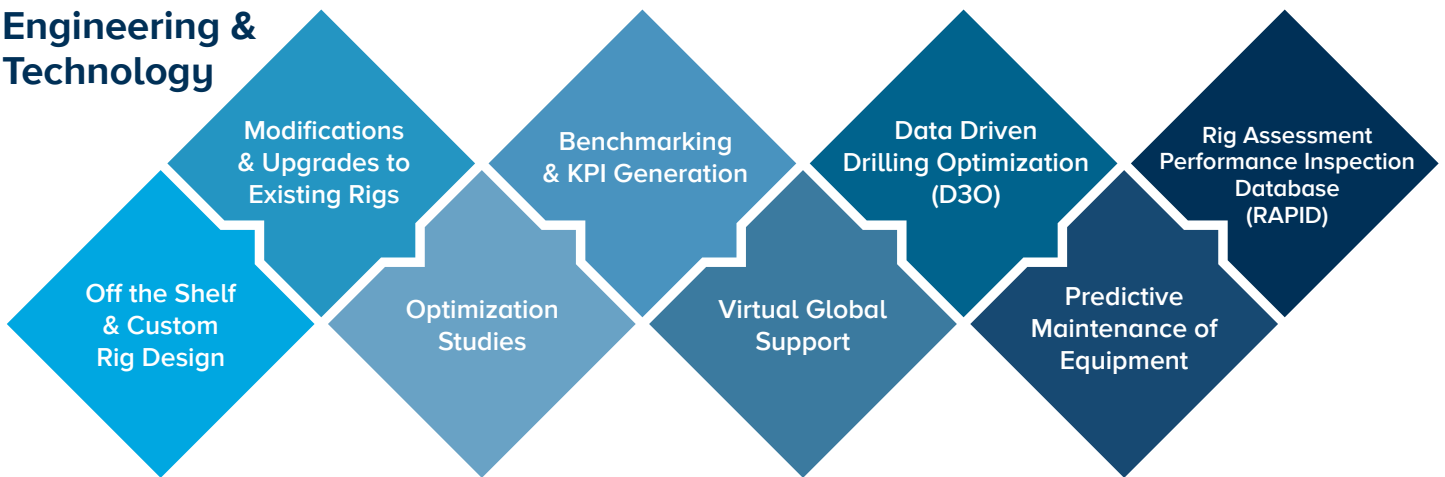 Engineering &
Technology
Modifications
& Upgrades to
Existing Rigs
Benchmarking
& KPI Generation
Data Driven
Drilling Optimization
(D3O)
Rig Assessment
Performance Inspection
Database
(RAPID)
Off the Shelf
& Custom
Rig Design
Optimization
Studies
Virtual Global
Support
Predictive
Maintenance of
Equipment